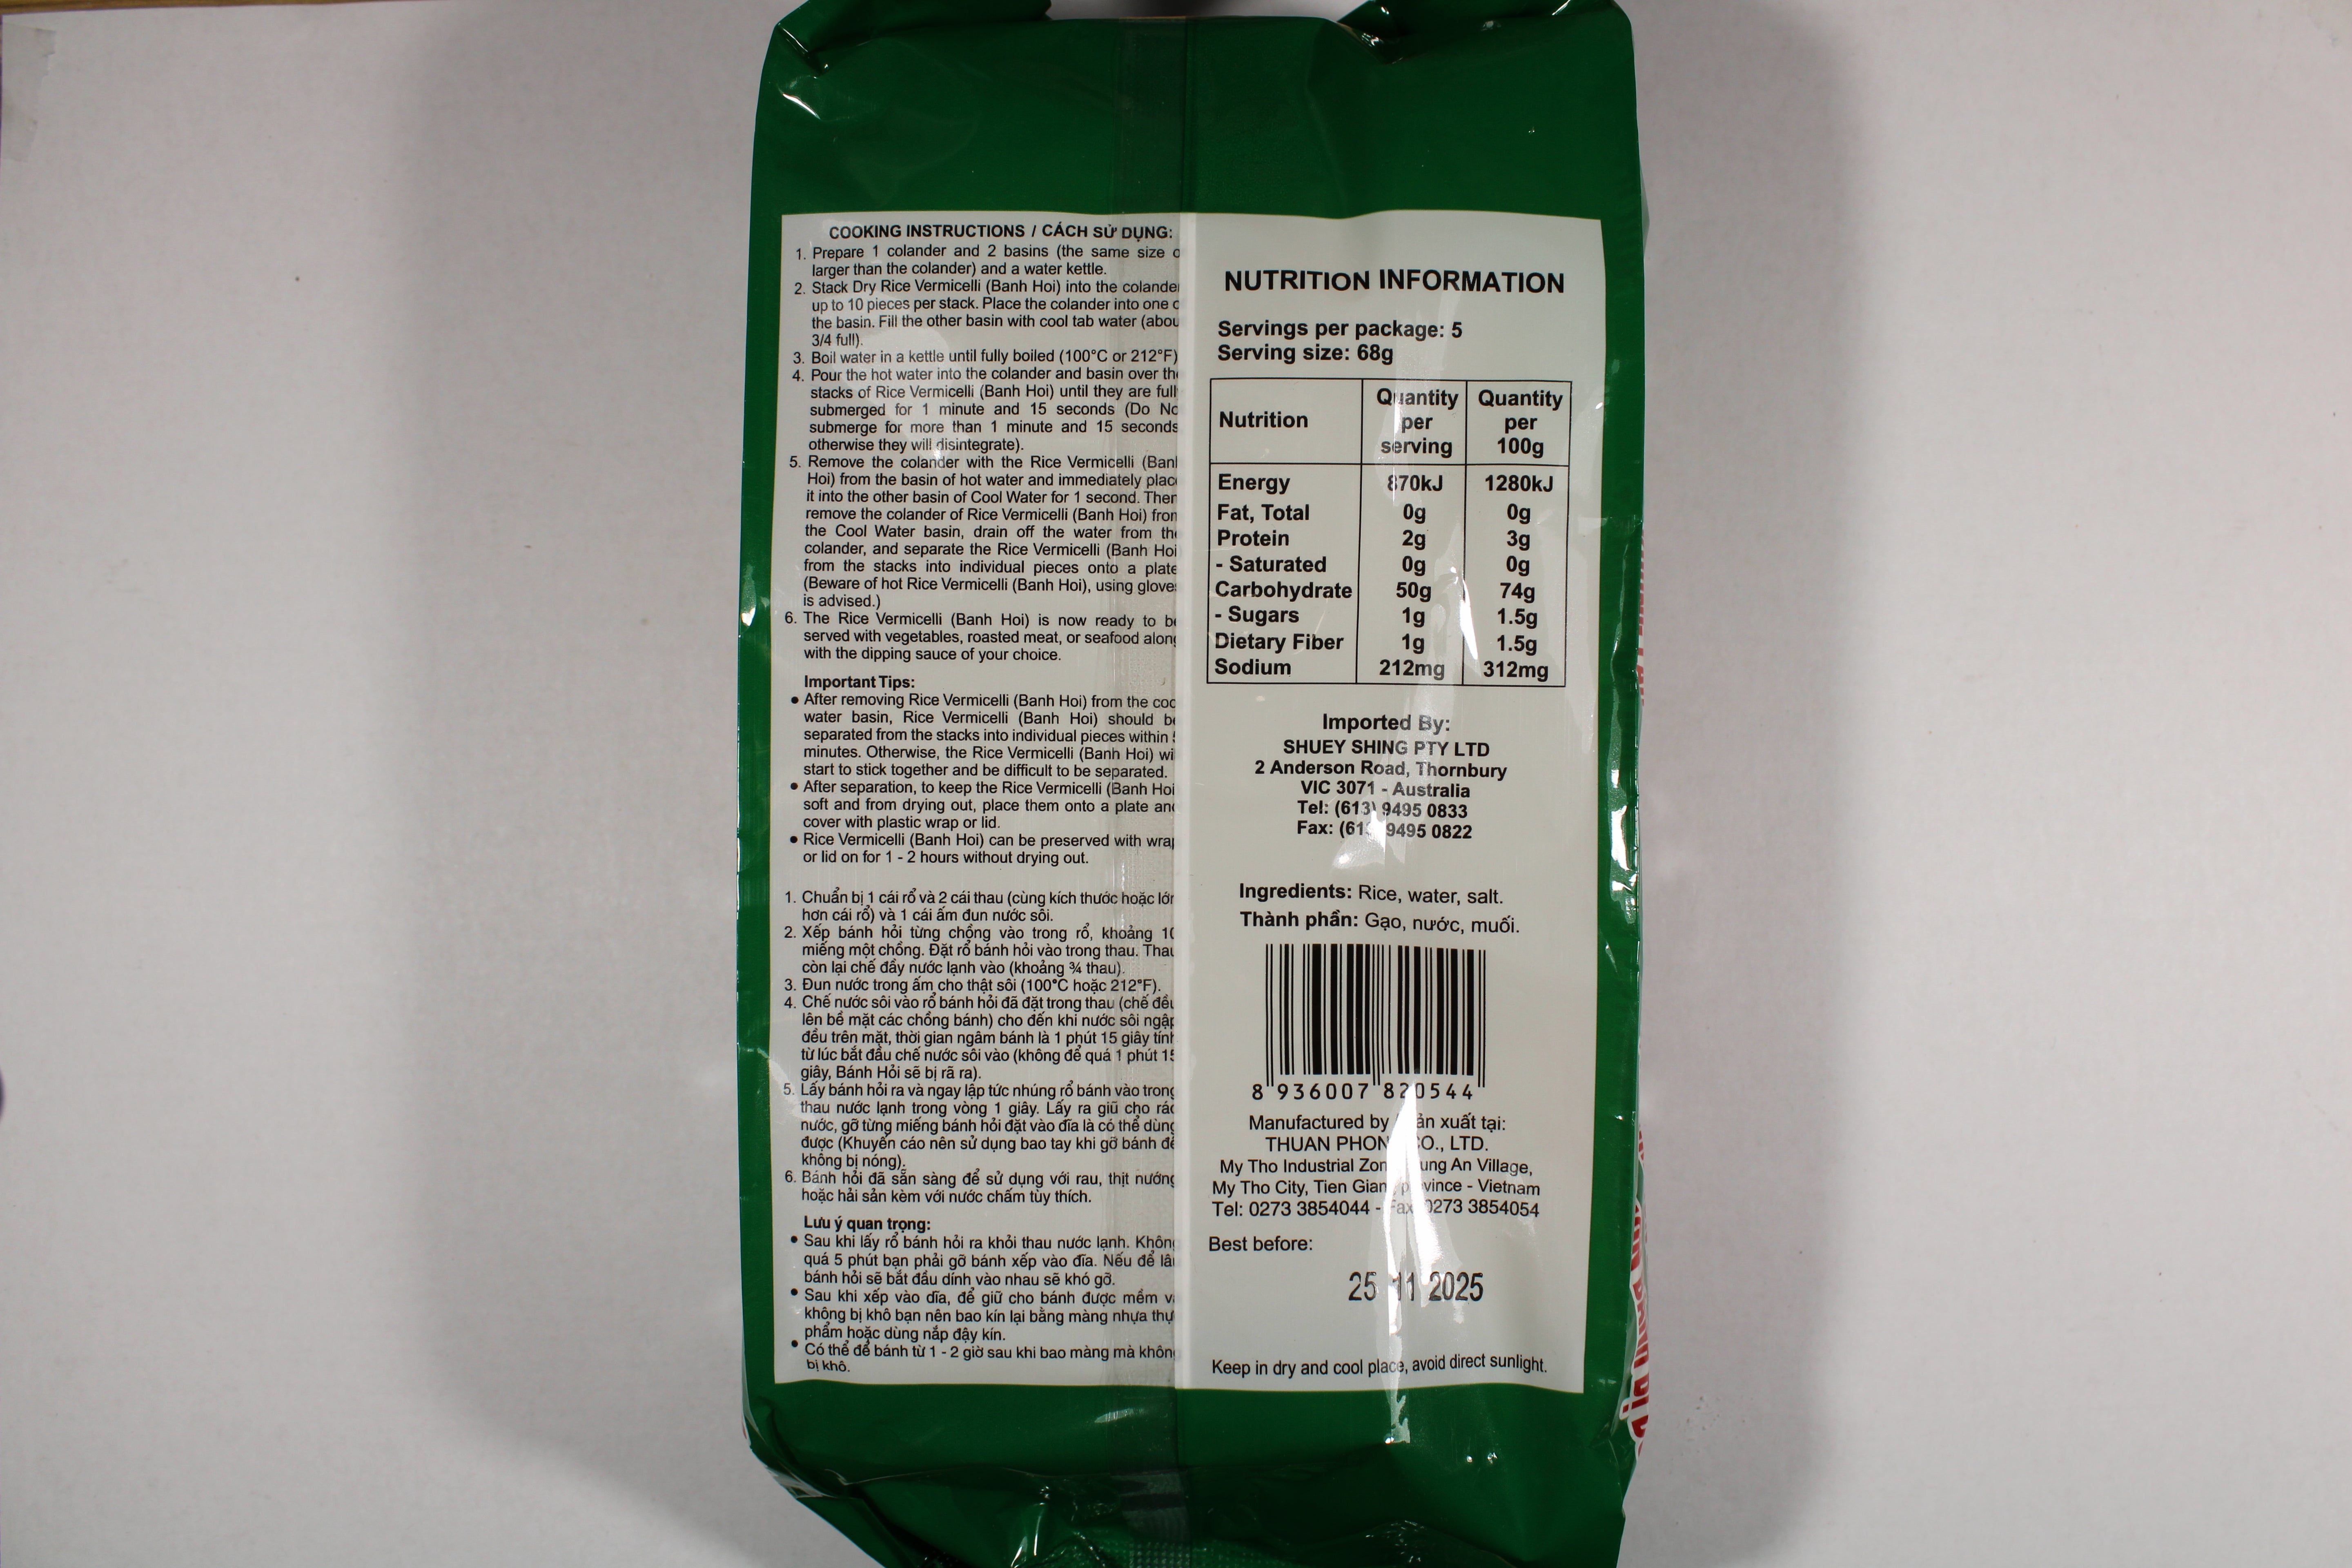 COOKING INSTRUCTIONS / CÁCH SỬ DỤNG:
1. Prepare 1 colander and 2 basins (the same size
larger than the colander) and a water kettle.
2. Stack Dry Rice Vermicelli (Banh Hoi) into the
up to 10 pieces per stack. Place the colander into one
the basin. Fill the other basin with cool tab water
3/4 full).
3. Boil water in a kettle until fully boiled (100°C or 212°F)
4. Pour the hot water into the colander and basin over
stacks of Rice Vermicelli (Banh Hoi) until they are
submerged for 1 minute and 15 seconds (Do
submerge for more than 1 minute and 15 seconds
otherwise they will disintegrate).
5. Remove the colander with the Rice Vermicelli
Hoi) from the basin of hot water and immediately
it into the other basin of Cool Water for 1 second.
remove the colander of Rice Vermicelli (Banh Hoi)
the Cool Water basin, drain off the water from
colander, and separate the Rice Vermicelli (Banh Hoi
from the stacks into individual pieces onto a plate
(Beware of hot Rice Vermicelli (Banh Hoi), using
is advised.)
6. The Rice Vermicelli (Banh Hoi) is now ready to
served with vegetables, roasted meat, or seafood
with the dipping sauce of your choice.
Important Tips:
• After removing Rice Vermicelli (Banh Hoi) from the
water basin, Rice Vermicelli (Banh Hoi) should
separated from the stacks into individual pieces within
minutes. Otherwise, the Rice Vermicelli (Banh Hoi)
start to stick together and be difficult to be separated.
• After separation, to keep the Rice Vermicelli (Banh Hoi
soft and from drying out, place them onto a plate
cover with plastic wrap or lid.
• Rice Vermicelli (Banh Hoi) can be preserved with
or lid on for 1 - 2 hours without drying out.
1. Chuẩn bị 1 cái rổ và 2 cái thau (cùng kích thước hoặc
hơn cái rổ) và 1 cái ấm đun nước sôi.
2. Xếp bánh hỏi từng chồng vào trong rổ, khoảng
miếng một chồng. Đặt rổ bánh hỏi vào trong thau.
còn lại chế đầy nước lạnh vào (khoảng ¾ thau).
3. Đun nước trong ấm cho thật sôi (100°C hoặc 212°F).
4. Chế nước sôi vào rổ bánh hỏi đã đặt trong thau (chế
lên bề mặt các chồng bánh) cho đến khi nước sôi
đều trên mặt, thời gian ngâm bánh là 1 phút 15 giây
từ lúc bắt đầu chế nước sôi vào (không để quá 1 phút
giây, Bánh Hỏi sẽ bị rã ra).
5. Lấy bánh hỏi ra và ngay lập tức nhúng rổ bánh vào
thau nước lạnh trong vòng 1 giây. Lấy ra giũ cho
nước, gỡ từng miếng bánh hỏi đặt vào đĩa là có thể
được (Khuyến cáo nên sử dụng bao tay khi gỡ bánh
không bị nóng).
6. Bánh hỏi đã sẵn sàng để sử dụng với rau, thịt
hoặc hải sản kèm với nước chấm tùy thích.
Lưu ý quan trọng:
• Sau khi lấy rổ bánh hỏi ra khỏi thau nước lạnh.
quá 5 phút bạn phải gỡ bánh xếp vào đĩa. Nếu để
bánh hỏi sẽ bắt đầu dính vào nhau sẽ khó gỡ.
• Sau khi xếp vào dĩa, để giữ cho bánh được mềm
không bị khô bạn nên bao kín lại bằng màng nhựa
phẩm hoặc dùng nắp đậy kín.
• Có thể để bánh từ 1 - 2 giờ sau khi bao màng mà
bị khô.
NUTRITION INFORMATION
Servings per package: 5
Serving size: 68g
Nutrition Quantity per serving Quantity per 100g
Energy 870kJ 1280kJ
Fat, Total 0g 0g
Protein 2g 3g
- Saturated 0g 0g
Carbohydrate 50g 74g
- Sugars 1g 1.5g
Dietary Fiber 1g 1.5g
Sodium 212mg 312mg
Imported By:
SHUEY SHING PTY LTD
2 Anderson Road, Thornbury
VIC 3071 - Australia
Tel: (613) 9495 0833
Fax: 9495 0822
Ingredients: Rice, water, salt.
Thành phần: Gạo, nước, muối.
8 936007 820544
Manufactured by xuất tại:
THUAN CO., LTD.
My Tho Industrial An Village,
My Tho City, Tien - Vietnam
Tel: 0273 3854044 - Fax 0273 3854054
Best before:
25 11 2025
Keep in dry and cool place, avoid direct sunlight.